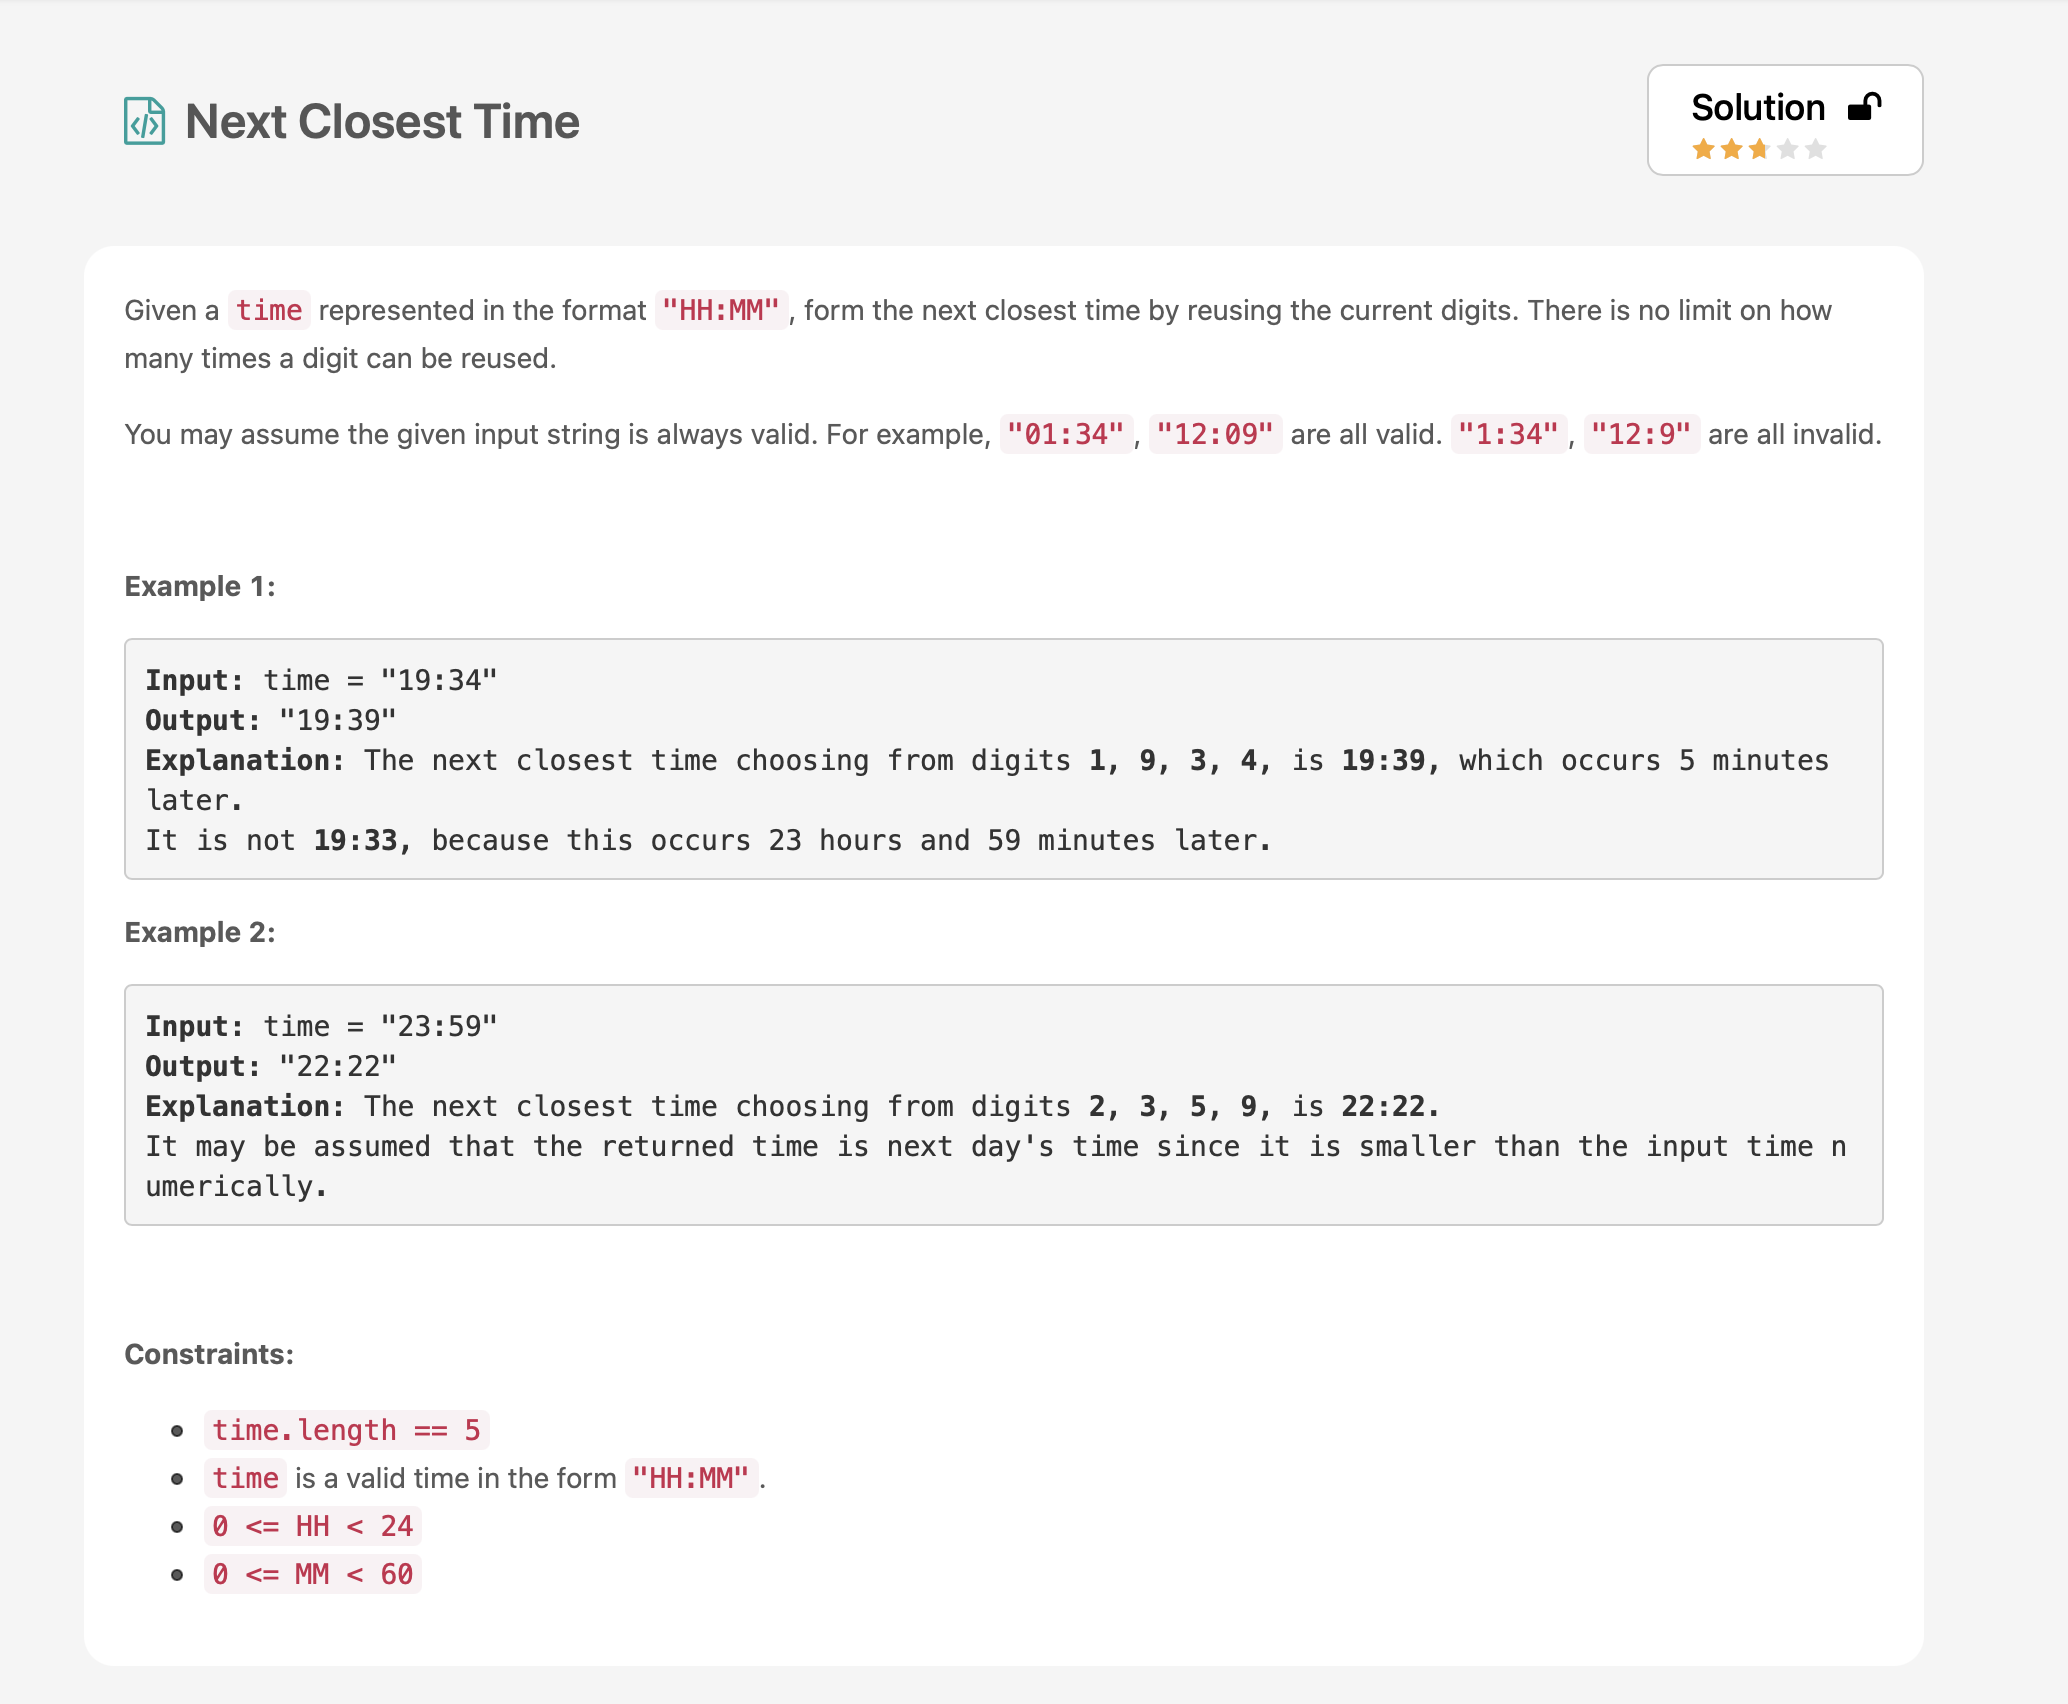 Next Closest Time
Solution
Given a time represented in the format "HH:MM", form the next closest time by reusing the current digits. There is no limit on how
many times a digit can be reused.
You may assume the given input string is always valid. For example, "01:34", "12:09" are all valid. "1:34", "12:9" are all invalid.
Example 1:
Input: time = "19:34"
Output: "19:39"
Explanation: The next closest time choosing from digits 1, 9, 3, 4, is 19:39, which occurs 5 minutes
later.
It is not 19:33, because this occurs 23 hours and 59 minutes later.
Example 2:
Input: time = "23:59"
Output: "22:22"
Explanation: The next closest time choosing from digits 2, 3, 5, 9, is 22:22.
It may be assumed that the returned time is next day's time since it is smaller than the input time n
umerically.
Constraints:
time.length == 5
time is a valid time in the form "HH:MM".
0 <= HH < 24
0 <= MM < 60